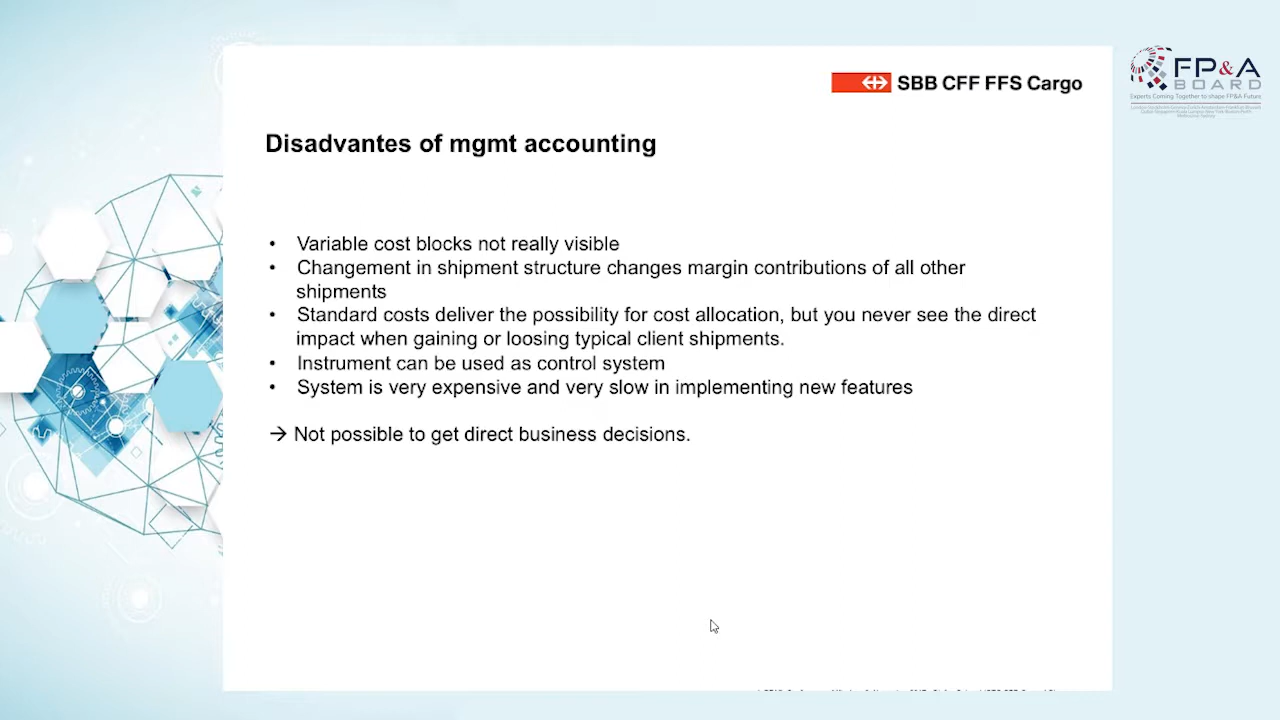 SBB CFF FFS Cargo
FP&A
BOARD
Experts Coming Together to shape FP&A Future
Disadvantes of mgmt accounting
• Variable cost blocks not really visible
• Changement in shipment structure changes margin contributions of all other
shipments
• Standard costs deliver the possibility for cost allocation, but you never see the direct
impact when gaining or loosing typical client shipments.
• Instrument can be used as control system
• System is very expensive and very slow in implementing new features
→ Not possible to get direct business decisions.